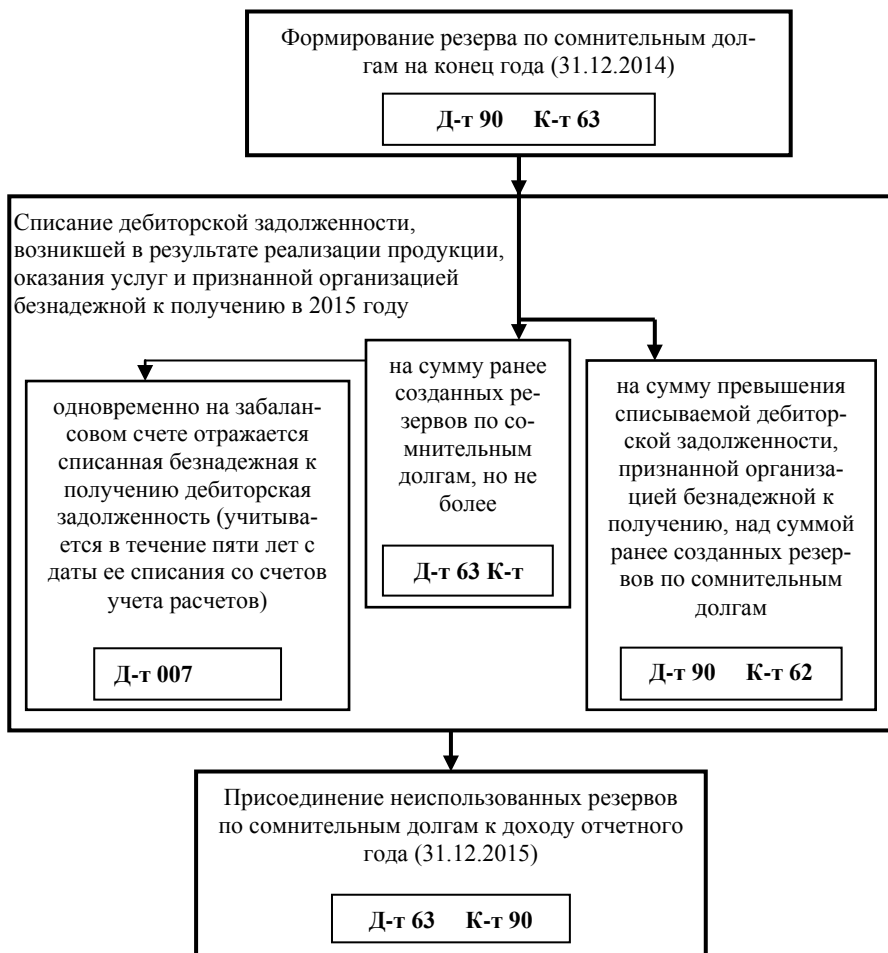 Формирование резерва по сомнительным дол-
гам на конец года (31.12.2014)
Д-т 90 К-т 63
Списание дебиторской задолженности,
возникшей в результате реализации продукции,
оказания услуг и признанной организацией
безнадежной к получению в 2015 году
одновременно на забалан-
совом счете отражается
списанная безнадежная к
получению дебиторская
задолженность (учитыва-
ется в течение пяти лет с
даты ее списания со счетов
учета расчетов)
Д-т 007
на сумму ранее
созданных ре-
зервов по со-
мнительным
долгам, но не
более
Д-т 63 К-т
на сумму превышения
списываемой дебитор-
ской задолженности,
признанной организа-
цией безнадежной к
получению, над суммой
ранее созданных резер-
вов по сомнительным
долгам
Д-т 90 К-т 62
Присоединение неиспользованных резервов
по сомнительным долгам к доходу отчетного
года (31.12.2015)
Д-т 63 К-т 90